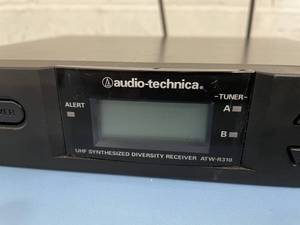 audio-technica®
-TUNER-
ALERT
A
B
UHF SYNTHESIZED DIVERSITY RECEIVER ATW-R310